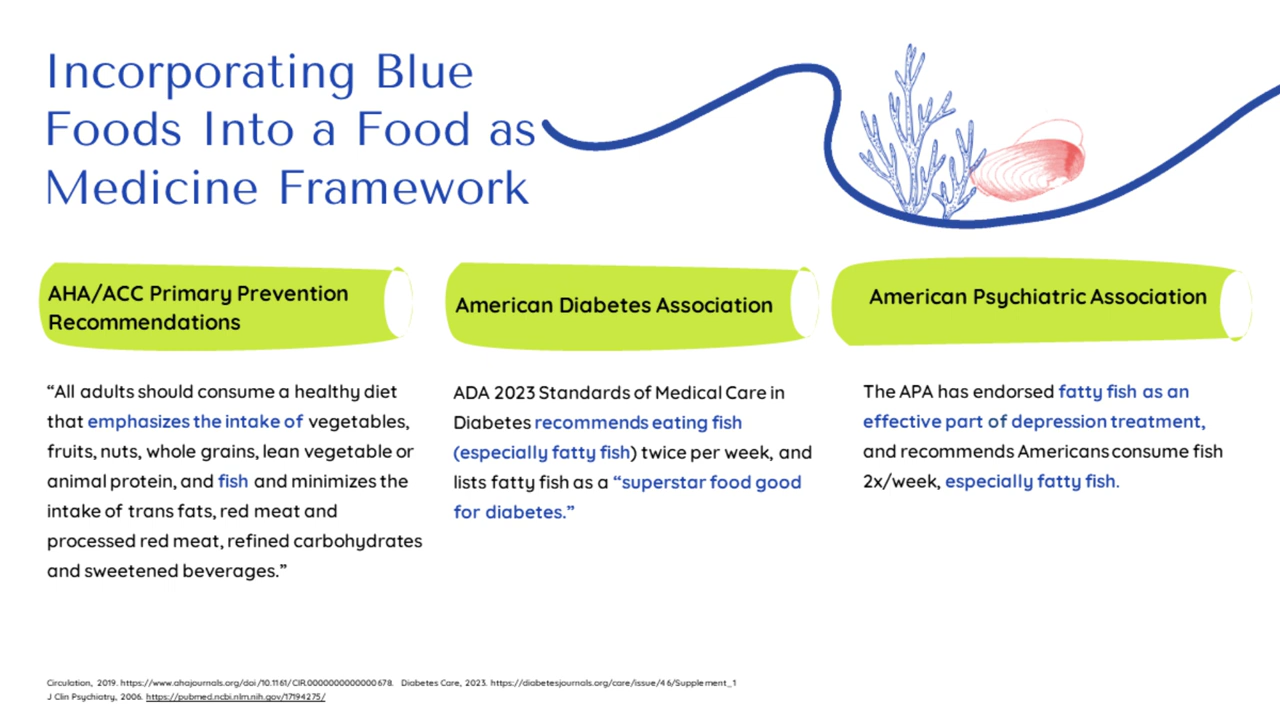 Incorporating Blue
Foods Into a Food as
Medicine Framework
AHA/ACC Primary Prevention
Recommendations
“All adults should consume a healthy diet
that emphasizes the intake of vegetables,
fruits, nuts, whole grains, lean vegetable or
animal protein, and fish and minimizes the
intake of trans fats, red meat and
processed red meat, refined carbohydrates
and sweetened beverages.”
American Diabetes Association
ADA 2023 Standards of Medical Care in
Diabetes recommends eating fish
(especially fatty fish) twice per week, and
lists fatty fish as a “superstar food good
for diabetes.”
American Psychiatric Association
The APA has endorsed fatty fish as an
effective part of depression treatment,
and recommends Americans consume fish
2x/week, especially fatty fish.
Circulation, 2019. https://www.ahajournals.org/doi/10.1161/CIR.0000000000000678. Diabetes Care, 2023. https://diabetesjournals.org/care/issue/46/Supplement_1
J Clin Psychiatry, 2006. https://pubmed.ncbi.nlm.nih.gov/17194275/